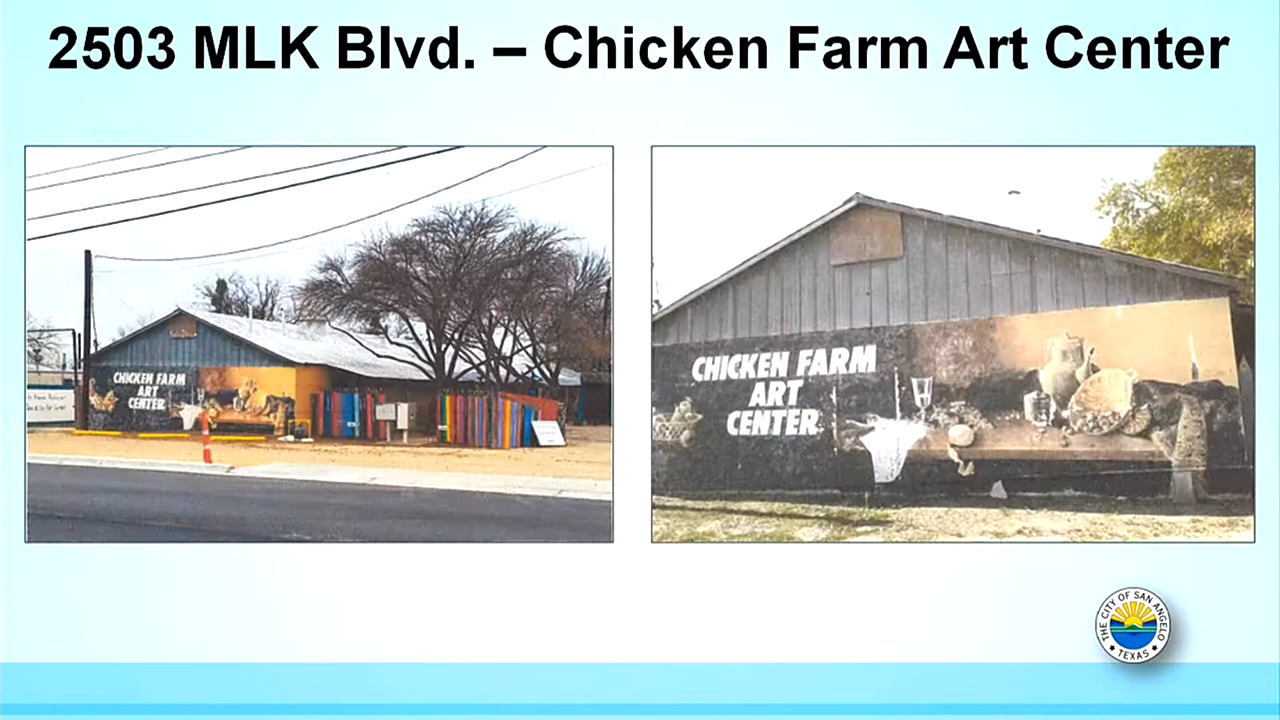 2503 MLK Blvd. – Chicken Farm Art Center
CHICKEN FARM
ART
CENTER
CHICKEN FARM
ART
CENTER
THE CITY OF SAN ANGELO
TEXAS